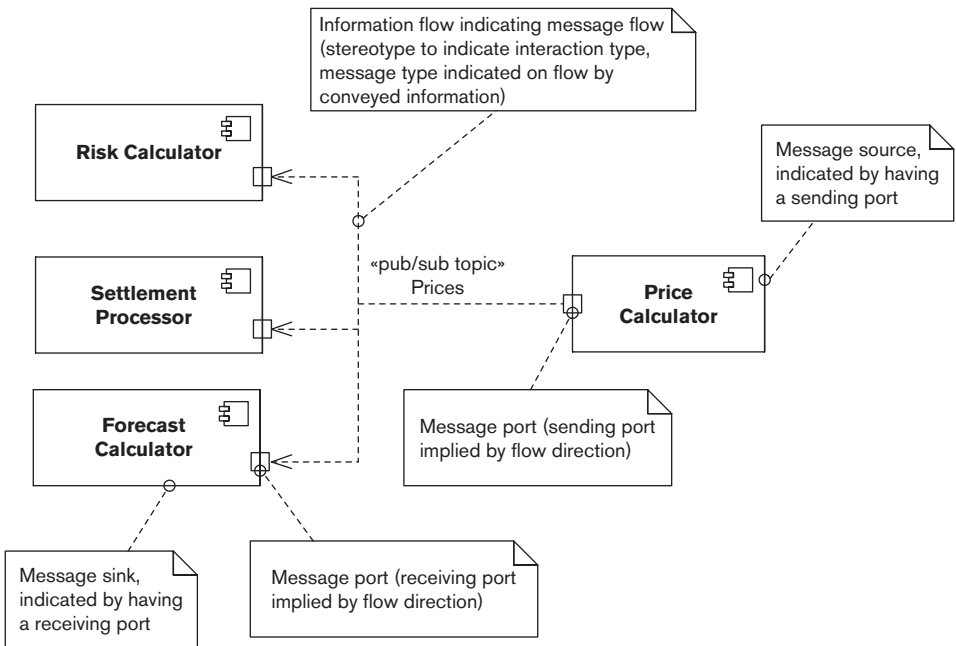 Information flow indicating message flow
(stereotype to indicate interaction type,
message type indicated on flow by
conveyed information)
Risk Calculator
Message source,
indicated by having
a sending port
«pub/sub topic»
Prices
Settlement
Processor
Price
Calculator
Forecast
Calculator
Message port (sending port
implied by flow direction)
Message sink,
indicated by having
a receiving port
Message port (receiving port
implied by flow direction)